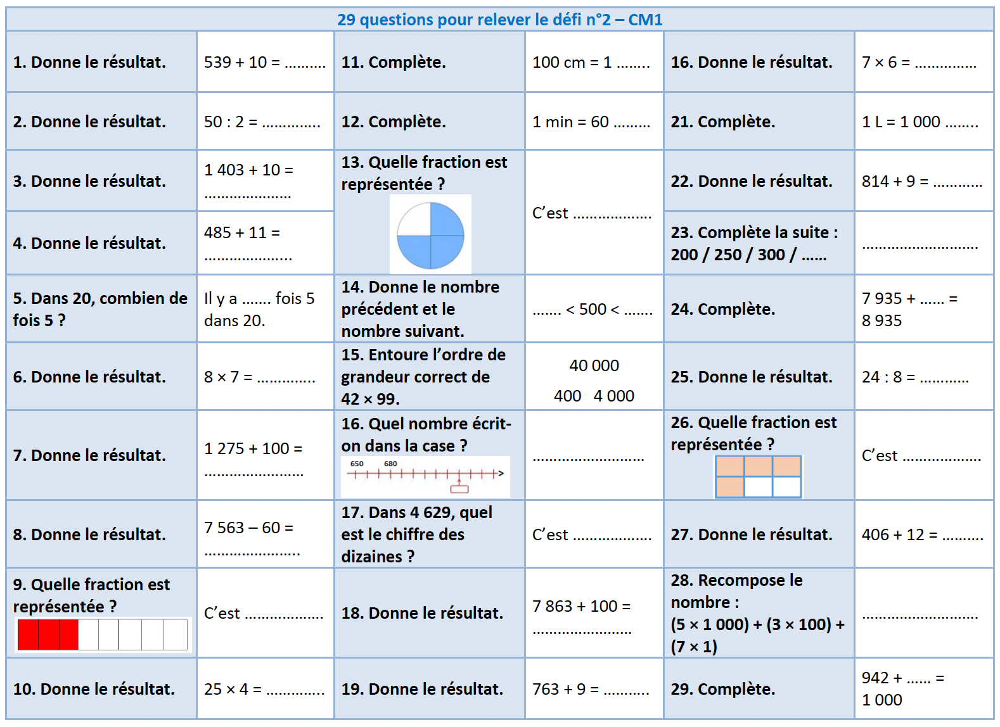 29 questions pour relever le défi n°2 – CM1
1. Donne le résultat.
539 + 10 = ……….
11. Complète.
100 cm = 1 ……..
16. Donne le résultat.
7 × 6 = ……………
2. Donne le résultat.
50 : 2 = …………..
12. Complète.
1 min = 60 ………
21. Complète.
1 L = 1 000 ……..
3. Donne le résultat.
1 403 + 10 =
…………………
13. Quelle fraction est
représentée ?
C’est ……………….
22. Donne le résultat.
814 + 9 = …………
4. Donne le résultat.
485 + 11 =
………………...
23. Complète la suite :
200 / 250 / 300 / ……
……………………….
5. Dans 20, combien de
fois 5 ?
Il y a ……. fois 5
dans 20.
14. Donne le nombre
précédent et le
nombre suivant.
……. < 500 < …….
24. Complète.
7 935 + …… =
8 935
6. Donne le résultat.
8 × 7 = …………..
15. Entoure l’ordre de
grandeur correct de
42 × 99.
40 000
400 4 000
25. Donne le résultat.
24 : 8 = …………
7. Donne le résultat.
1 275 + 100 =
……………………
16. Quel nombre écrit-
on dans la case ?
650 680
………………………
26. Quelle fraction est
représentée ?
C’est ……………….
8. Donne le résultat.
7 563 – 60 =
…………………..
17. Dans 4 629, quel
est le chiffre des
dizaines ?
C’est ……………….
27. Donne le résultat.
406 + 12 = ……….
9. Quelle fraction est
représentée ?
C’est ……………….
18. Donne le résultat.
7 863 + 100 =
……………………
28. Recompose le
nombre :
(5 × 1 000) + (3 × 100) +
(7 × 1)
……………………….
10. Donne le résultat.
25 × 4 = …………..
19. Donne le résultat.
763 + 9 = ………..
29. Complète.
942 + …… =
1 000